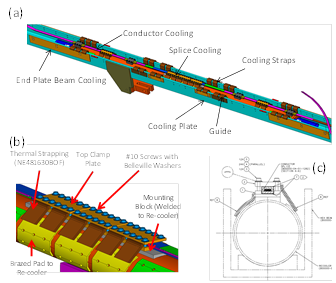 (a)
Conductor Cooling
Splice Cooling
Cooling Straps
End Plate Beam Cooling
Cooling Plate
Guide
(b)
Thermal Strapping
(NE4816308OF)
Top Clamp
Plate
#10 Screws with
Belleville Washers
Mounting
Block (Welded
to Re-cooler)
Brazed Pad to
Re-cooler
(c)